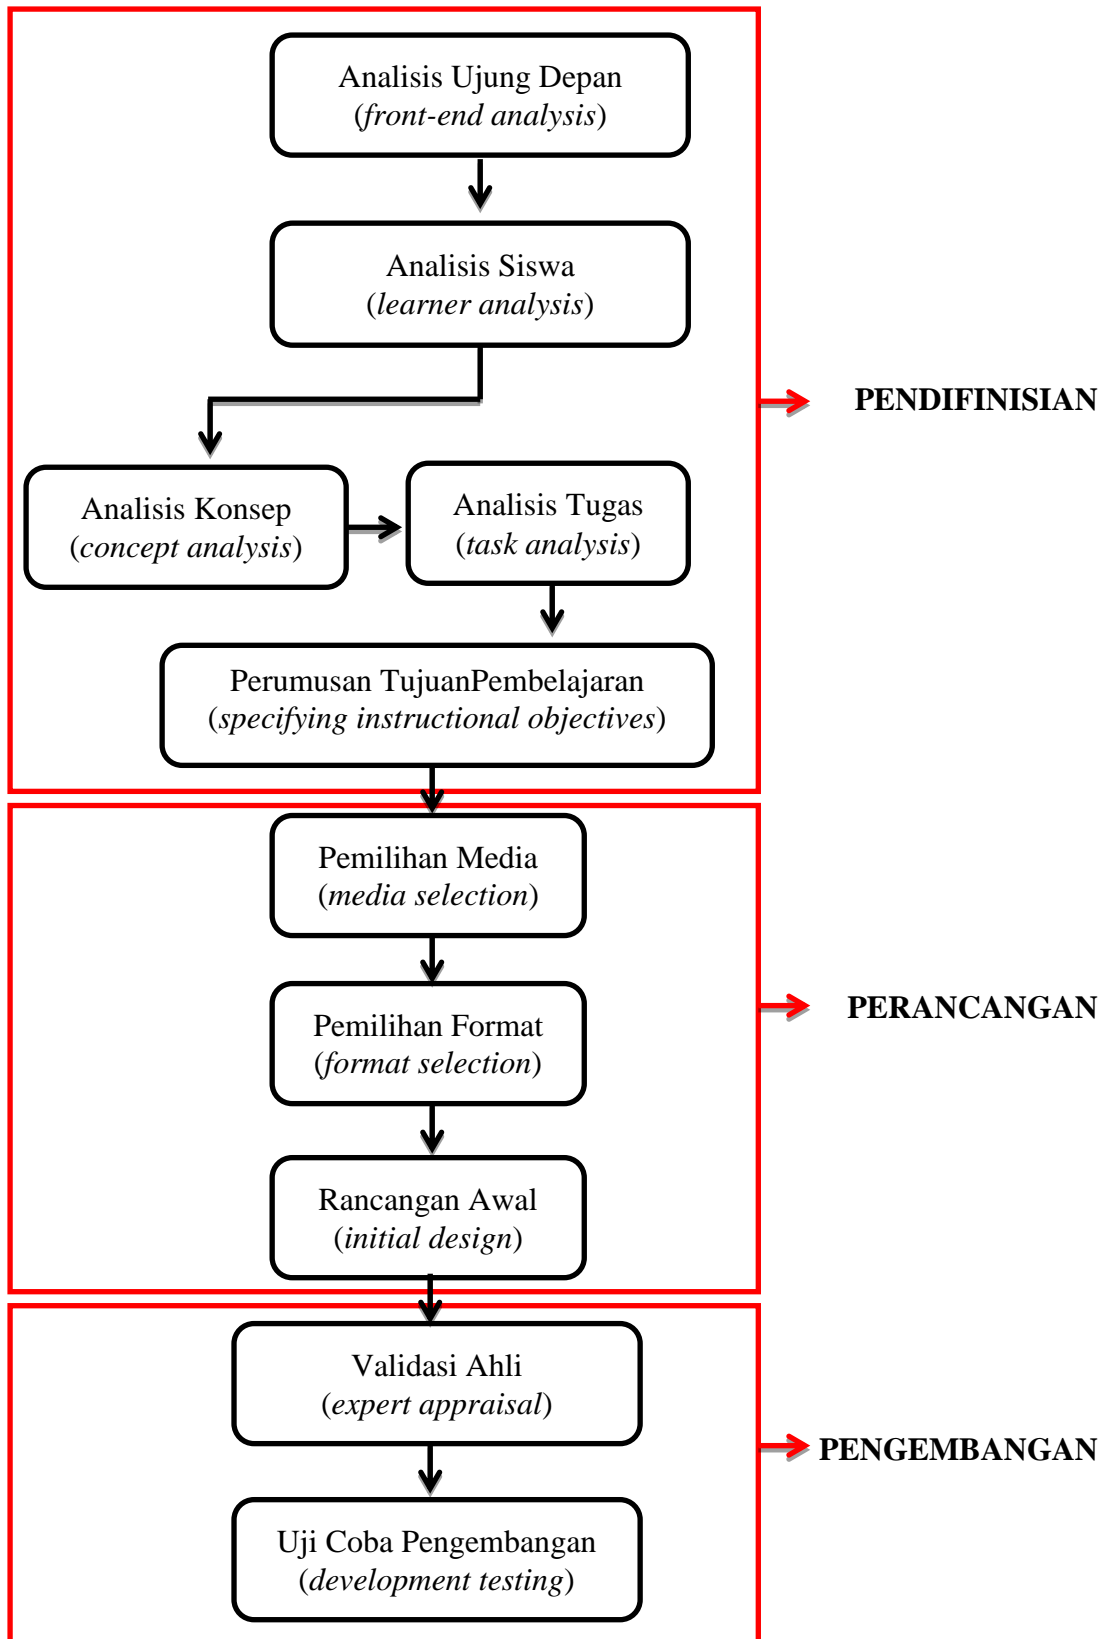 Analisis Ujung Depan
(front-end analysis)
Analisis Siswa
(learner analysis)
PENDIFINISIAN
Analisis Konsep
(concept analysis)
Analisis Tugas
(task analysis)
Perumusan TujuanPembelajaran
(specifying instructional objectives)
Pemilihan Media
(media selection)
Pemilihan Format
(format selection)
PERANCANGAN
Rancangan Awal
(initial design)
Validasi Ahli
(expert appraisal)
PENGEMBANGAN
Uji Coba Pengembangan
(development testing)